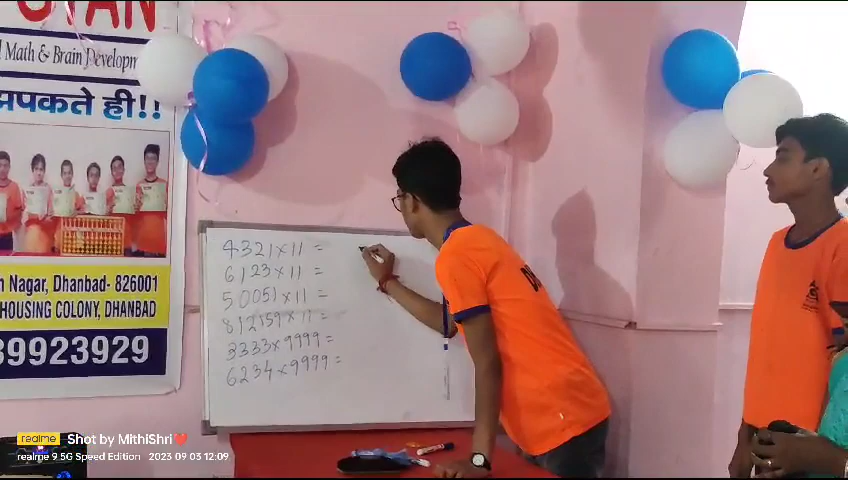 l Math & Brain Developm
झपकते ही!!
n Nagar, Dhanbad- 826001
HOUSING COLONY, DHANBAD
39923929
4321×11 =
6123×11 =
50051×11 =
812159×11 =
3333×9999=
6234×9999=
realme Shot by MithiShri❤️
realme 9 5G Speed Edition 2023 09 03 12:09